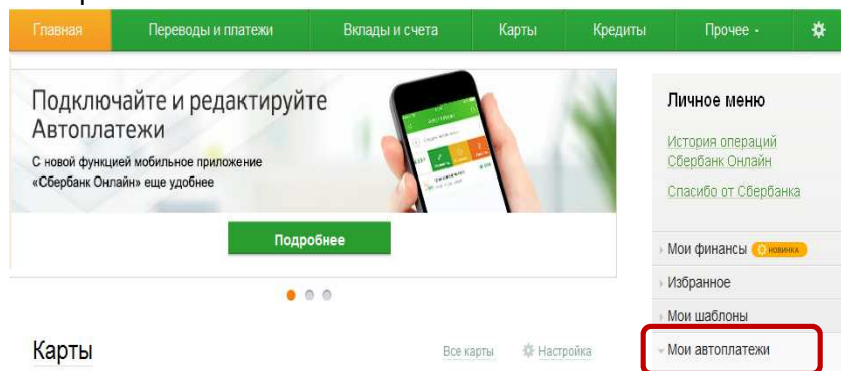 Главная Переводы и платежи Вклады и счета Карты Кредиты Прочее
Подключайте и редактируйте
Автоплатежи
С новой функцией мобильное приложение
«Сбербанк Онлайн» еще удобнее
Подробнее
Карты
Все карты Настройка
Личное меню
История операций
Сбербанк Онлайн
Спасибо от Сбербанка
Мои финансы НОВИНКА
Избранное
Мои шаблоны
Мои автоплатежи